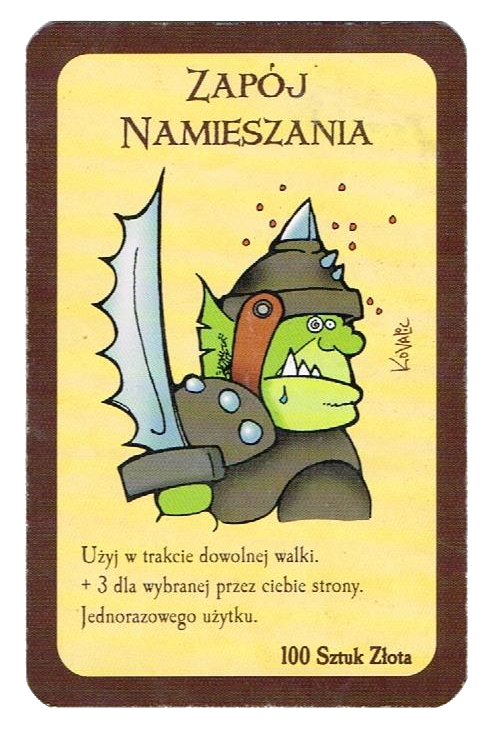 ZAPÓJ
NAMIESZANIA
KOVALIC
Użyj w trakcie dowolnej walki.
+ 3 dla wybranej przez ciebie strony.
Jednorazowego użytku.
100 Sztuk Złota